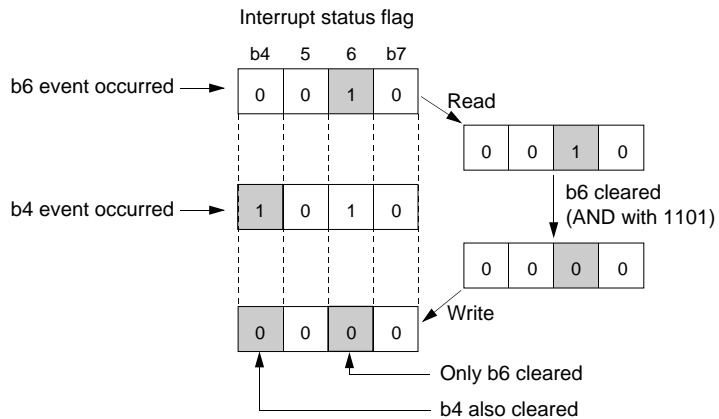 Interrupt status flag
b4 5 6 b7
b6 event occurred
0 0 1 0
Read
0 0 1 0
b4 event occurred
1 0 1 0
b6 cleared
(AND with 1101)
0 0 0 0
Write
0 0 0 0
Only b6 cleared
b4 also cleared